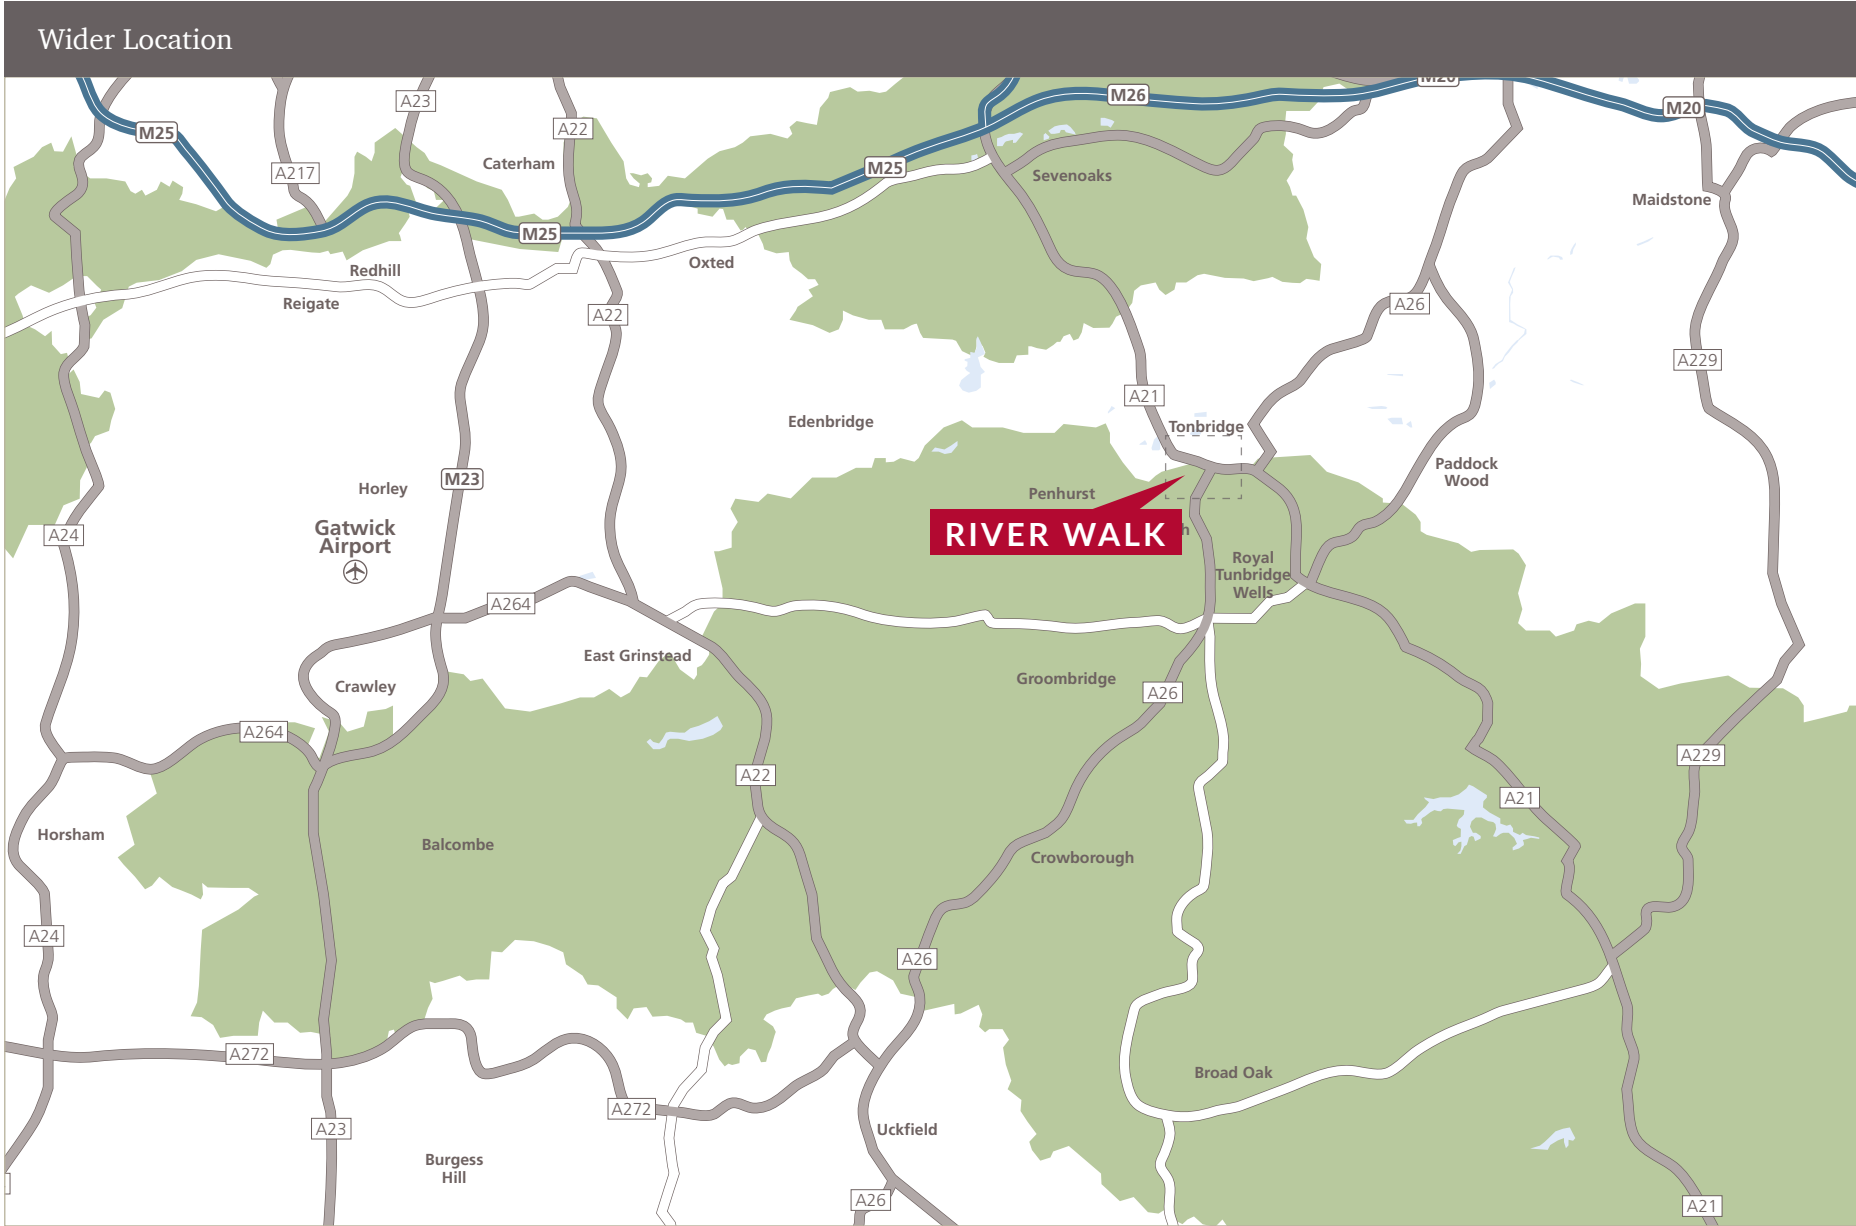 Wider Location
M20
A23
M26
M20
A22
M25
Caterham
M25
A217
Sevenoaks
Maidstone
M25
Redhill
Oxted
Reigate
A26
A22
A229
A21
Edenbridge
Tonbridge
Paddock
Wood
M23
Horley
Penhurst
Gatwick
Airport
A24
RIVER WALK
h
Royal
Tunbridge
Wells
A264
East Grinstead
Groombridge
Crawley
A26
A264
A229
A22
A21
Horsham
Balcombe
Crowborough
A24
A26
A272
Broad Oak
A272
A23
Uckfield
Burgess
Hill
A26
A21